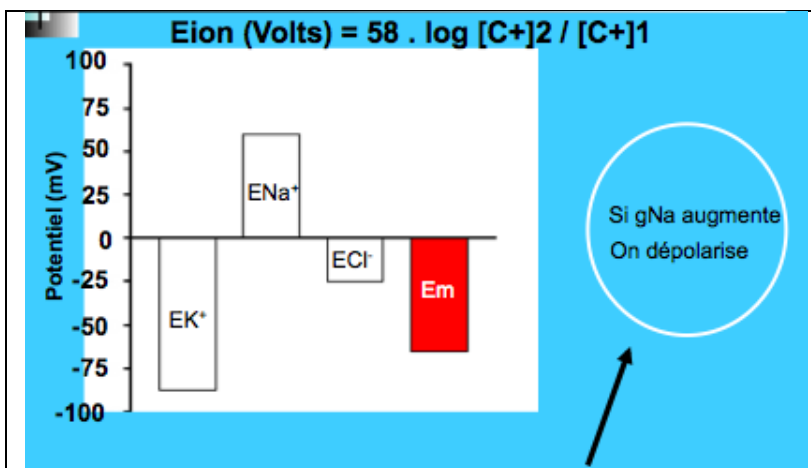 Eion (Volts) = 58 . log [C+]2 / [C+]1
Potentiel (mV)
100
75
50
25
0
-25
-50
-75
-100
EK⁺
ENa⁺
ECl⁻
Em
Si gNa augmente
On dépolarise